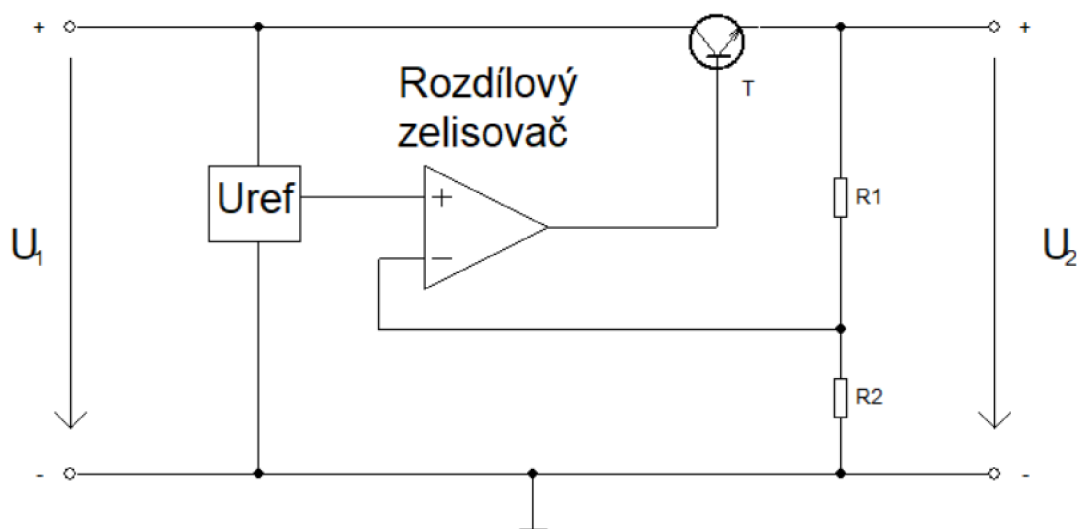 +
+
T
Rozdílový
zelisovač
Uref
+
R1
U1
U2
−
R2
-
-